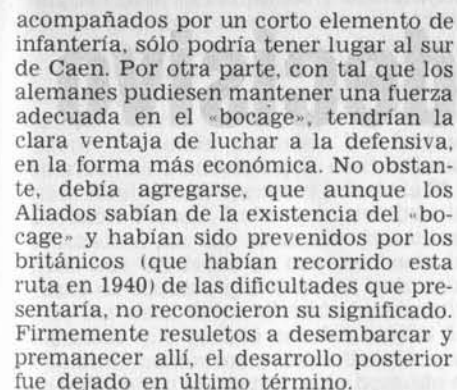 acompañados por un corto elemento de
infantería, sólo podría tener lugar al sur
de Caen. Por otra parte, con tal que los
alemanes pudiesen mantener una fuerza
adecuada en el «bocage», tendrían la
clara ventaja de luchar a la defensiva,
en la forma más económica. No obstan-
te, debía agregarse, que aunque los
Aliados sabían de la existencia del «bo-
cage» y habían sido prevenidos por los
británicos (que habían recorrido esta
ruta en 1940) de las dificultades que pre-
sentaría, no reconocieron su significado.
Firmemente resuletos a desembarcar y
premanecer allí, el desarrollo posterior
fue dejado en último término.